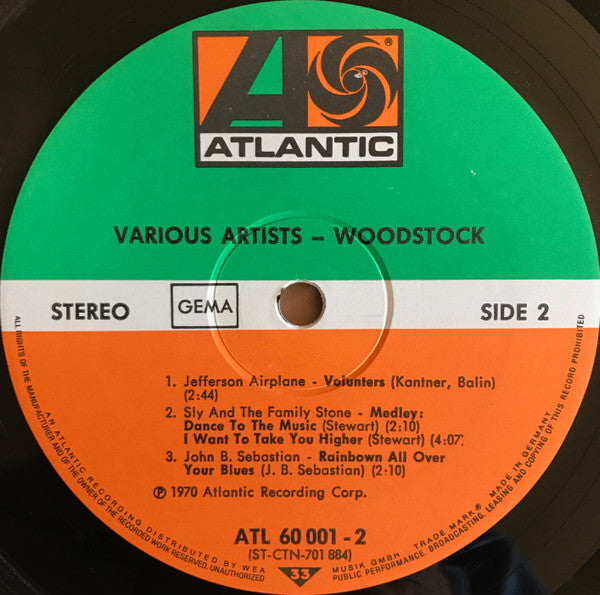 ATLANTIC
VARIOUS ARTISTS – WOODSTOCK
STEREO
GEMA
SIDE 2
1. Jefferson Airplane - Volunters (Kantner, Balin)
(2:44)
2. Sly And The Family Stone - Medley:
Dance To The Music (Stewart) (2:10)
I Want To Take You Higher (Stewart) (4:07)
3. John B. Sebastian - Rainbown All Over
Your Blues (J. B. Sebastian) (2:10)
℗ 1970 Atlantic Recording Corp.
ATL 60 001 - 2
(ST-CTN-701 884)
33
AN ATLANTIC RECORDING DISTRIBUTED BY WEA MUSIK GMBH. TRADE MARK® MADE IN GERMANY
ALL RIGHTS OF THE MANUFACTURER AND OF THE OWNER OF THE RECORDED WORK RESERVED. UNAUTHORIZED PUBLIC PERFORMANCE, BROADCASTING, LEASING AND COPYING OF THIS RECORD PROHIBITED